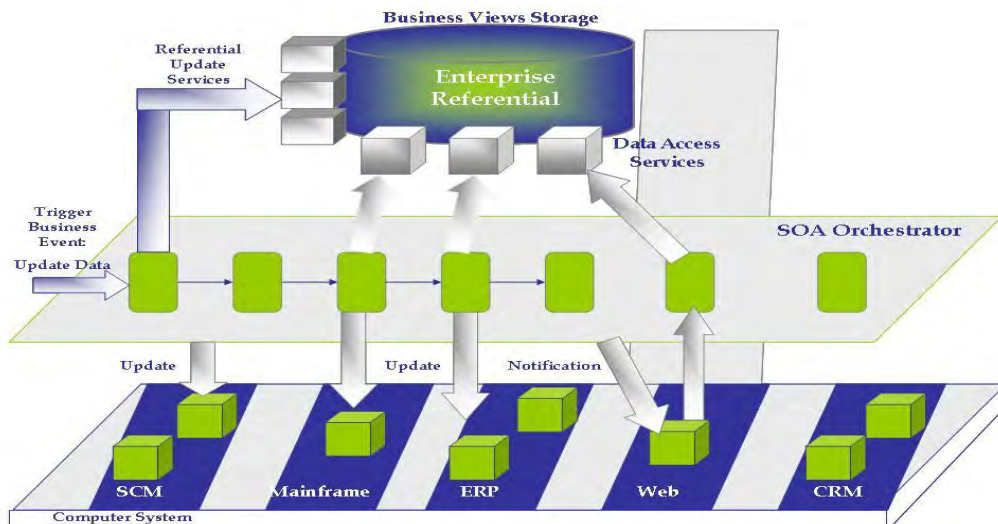 Business Views Storage
Referential
Update
Services
Enterprise
Referential
Data Access
Services
Trigger
Business
Event:
Update Data
SOA Orchestrator
Update
Update
Notification
SCM
Mainframe
ERP
Web
CRM
Computer System